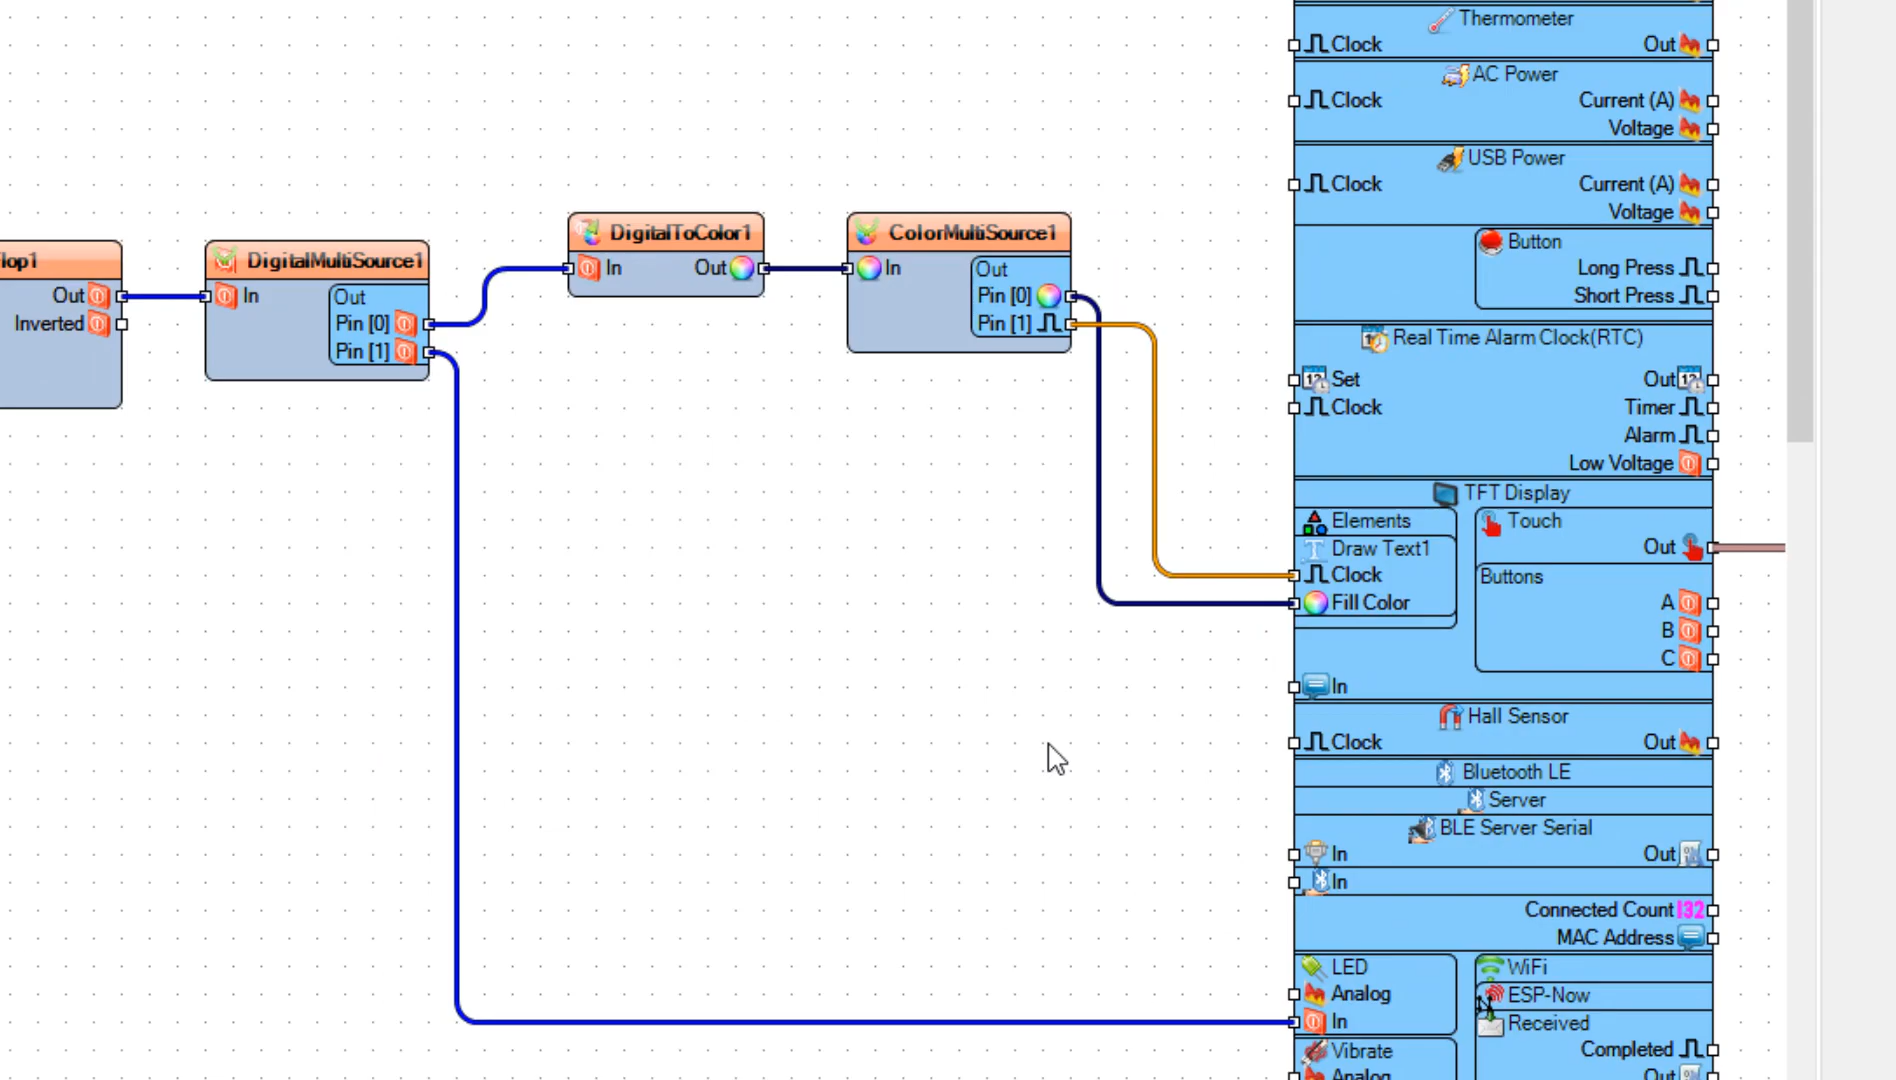 lop1
Out
Inverted
DigitalMultiSource1
In
Out
Pin [0]
Pin [1]
DigitalToColor1
In Out
ColorMultiSource1
In
Out
Pin [0]
Pin [1]
Thermometer
Clock Out
AC Power
Clock Current (A)
Voltage
USB Power
Clock Current (A)
Voltage
Button
Long Press
Short Press
Real Time Alarm Clock(RTC)
Set Out
Clock Timer
Alarm
Low Voltage
TFT Display
Elements Touch
Draw Text1 Out
Clock Buttons
Fill Color A
B
C
In
Hall Sensor
Clock Out
Bluetooth LE
Server
BLE Server Serial
In Out
In
Connected Count I32
MAC Address
LED WiFi
Analog ESP-Now
In Received
Vibrate Completed
Analog Out